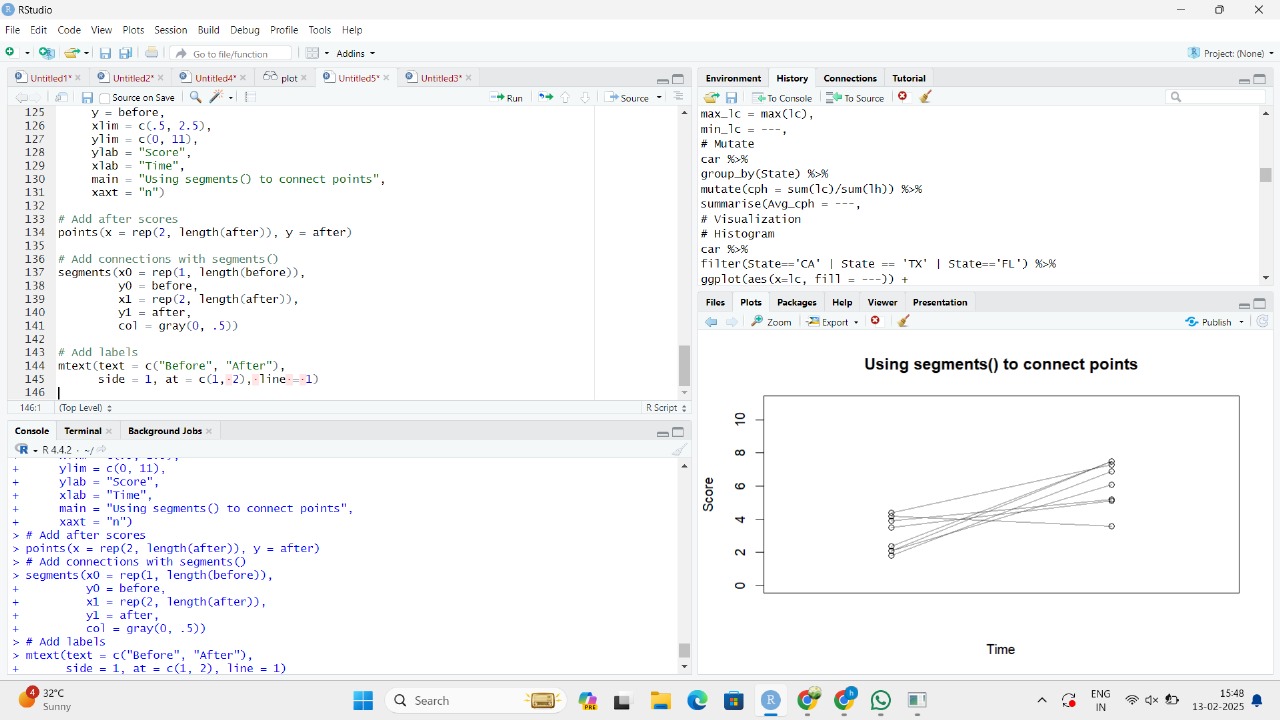 RStudio
File Edit Code View Plots Session Build Debug Profile Tools Help
Go to file/function Addins Project: (None)
Untitled1* Untitled2* Untitled4* plot Untitled5* Untitled3*
Source on Save Run Source
125 y = before,
126 xlim = c(.5, 2.5),
127 ylim = c(0, 11),
128 ylab = "Score",
129 xlab = "Time",
130 main = "Using segments() to connect points",
131 xaxt = "n")
132
133 # Add after scores
134 points(x = rep(2, length(after)), y = after)
135
136 # Add connections with segments()
137 segments(x0 = rep(1, length(before)),
138 y0 = before,
139 x1 = rep(2, length(after)),
140 y1 = after,
141 col = gray(0, .5))
142
143 # Add labels
144 mtext(text = c("Before", "After"),
145 side = 1, at = c(1, 2), line = 1)
146
146:1 (Top Level) R Script
Console Terminal Background Jobs
R 4.4.2 · ~/
+ ylim = c(0, 11),
+ ylab = "Score",
+ xlab = "Time",
+ main = "Using segments() to connect points",
+ xaxt = "n")
> # Add after scores
> points(x = rep(2, length(after)), y = after)
> # Add connections with segments()
> segments(x0 = rep(1, length(before)),
+ y0 = before,
+ x1 = rep(2, length(after)),
+ y1 = after,
+ col = gray(0, .5))
> # Add labels
> mtext(text = c("Before", "After"),
+ side = 1, at = c(1, 2), line = 1)
Environment History Connections Tutorial
To Console To Source
max_lc = max(lc),
min_lc = ---,
# Mutate
car %>%
group_by(State) %>%
mutate(cph = sum(lc)/sum(lh)) %>%
summarise(Avg_cph = ---,
# Visualization
# Histogram
car %>%
filter(State=='CA' | State == 'TX' | State=='FL') %>%
ggplot(aes(x=lc, fill = ---)) +
Files Plots Packages Help Viewer Presentation
Zoom Export Publish
Using segments() to connect points
Score
10
8
6
4
2
0
Time
4
32°C
Sunny
Search
PRE
ENG
IN
15:48
13-02-2025